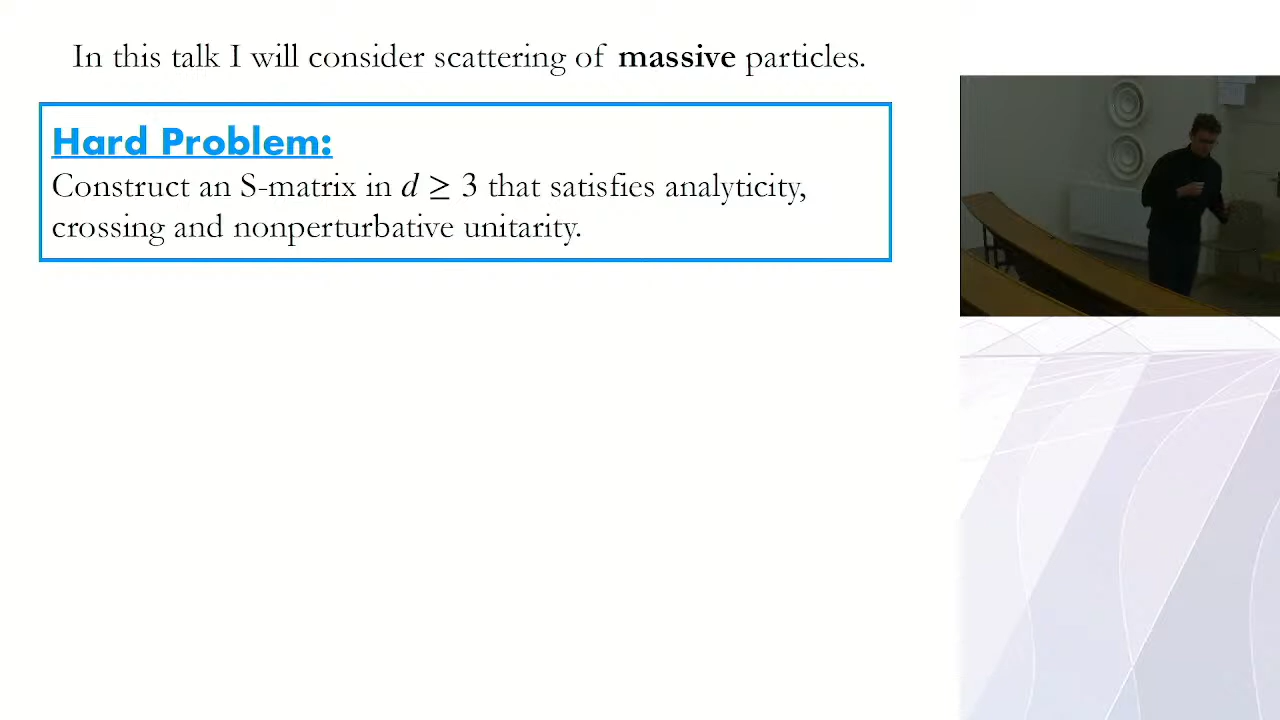 In this talk I will consider scattering of massive particles.
Hard Problem:
Construct an S-matrix in d ≥ 3 that satisfies analyticity,
crossing and nonperturbative unitarity.